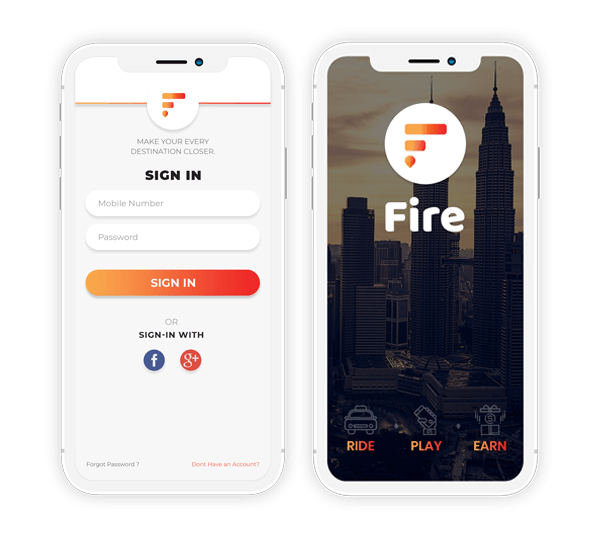 MAKE YOUR EVERY
DESTINATION CLOSER.
SIGN IN
Mobile Number
Password
SIGN IN
OR
SIGN-IN WITH
f
g+
Forgot Password ?
Dont Have an Account?
Fire
$
RIDE
PLAY
EARN